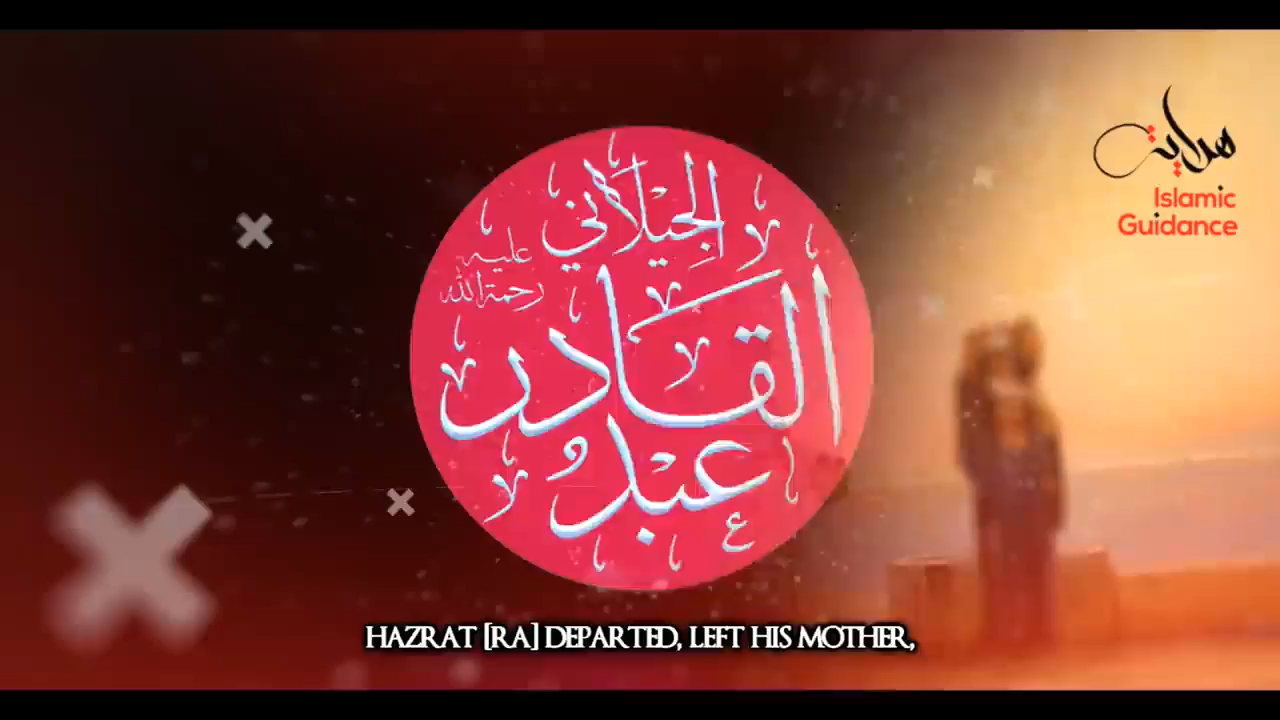 هداية
Islamic
Guidance
الجيلاني
عليه
رحمة الله
القادر
عبد
HAZRAT [RA] DEPARTED, LEFT HIS MOTHER,